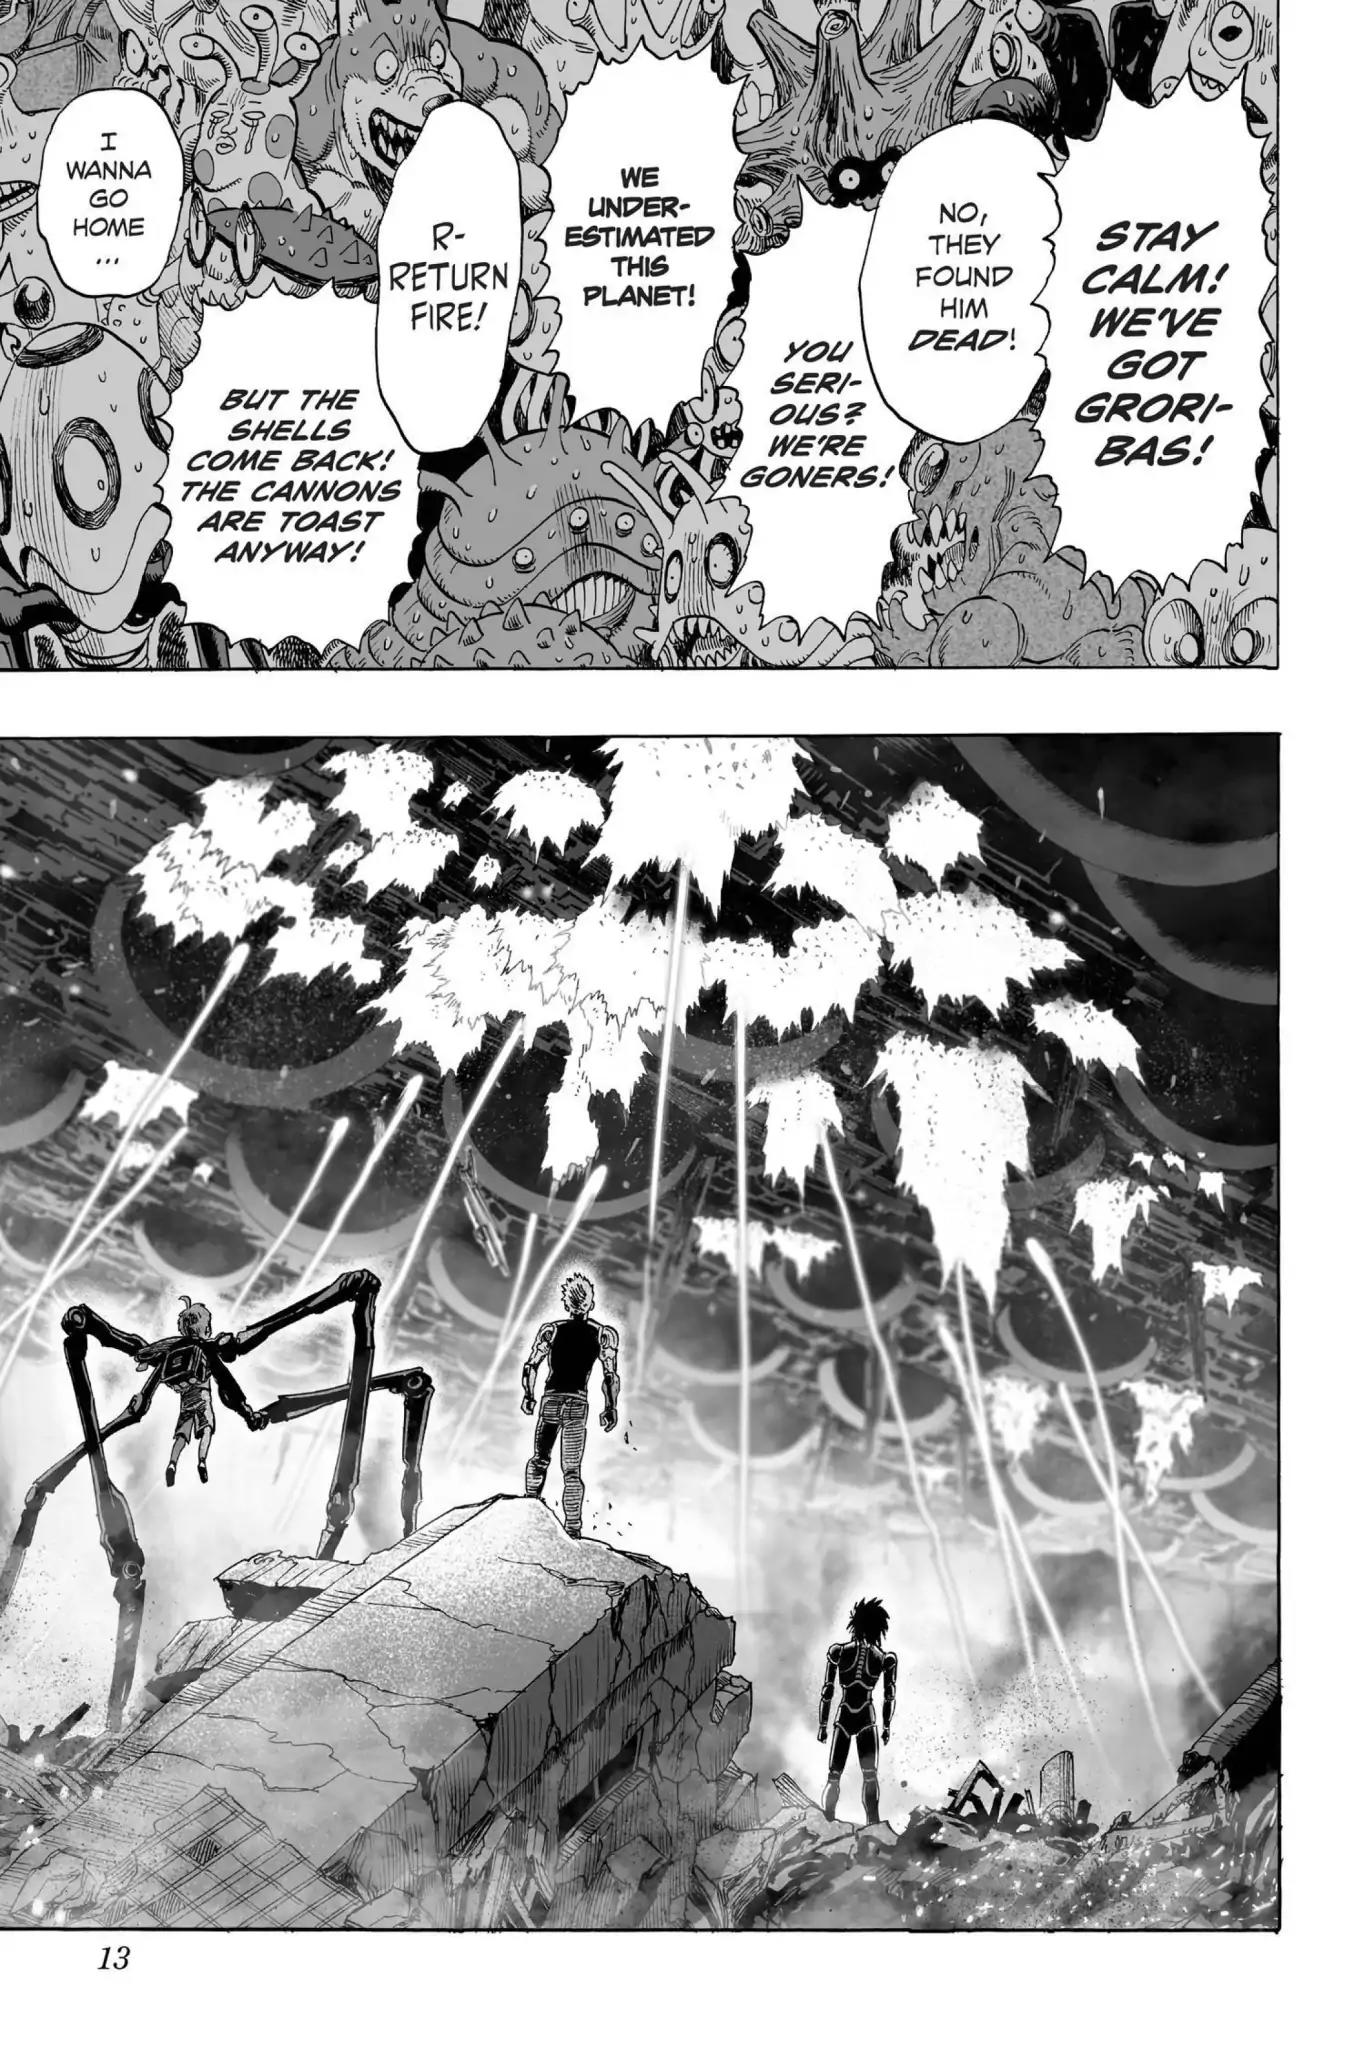 STAY
CALM!
WE'VE
GOT
GRORI-
BAS!
NO,
THEY
FOUND
HIM
DEAD!
YOU
SERI-
OUS?
WE'RE
GONERS!
WE
UNDER-
ESTIMATED
THIS
PLANET!
R-
RETURN
FIRE!
BUT THE
SHELLS
COME BACK!
THE CANNONS
ARE TOAST
ANYWAY!
I
WANNA
GO
HOME
...
13